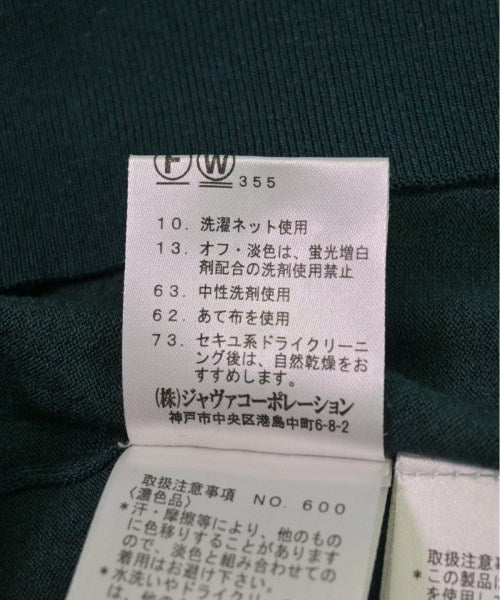 F W 355
10. 洗濯ネット使用
13. オフ・淡色は、蛍光増白
剤配合の洗剤使用禁止
63. 中性洗剤使用
62. あて布を使用
73. セキユ系ドライクリーニ
ング後は、自然乾燥をお
すすめします。
(株)ジャヴァコーポレーション
神戸市中央区港島中町6-8-2
取扱注意事項 NO. 600
〈濃色品〉
*汗・摩擦等により、他のもの
に色移りすることがあります
ので、淡色と組み合わせての
着用はお避け下さい。
*水洗いやドライクリー
は、他の
取扱注意
*この製品は
を使用し